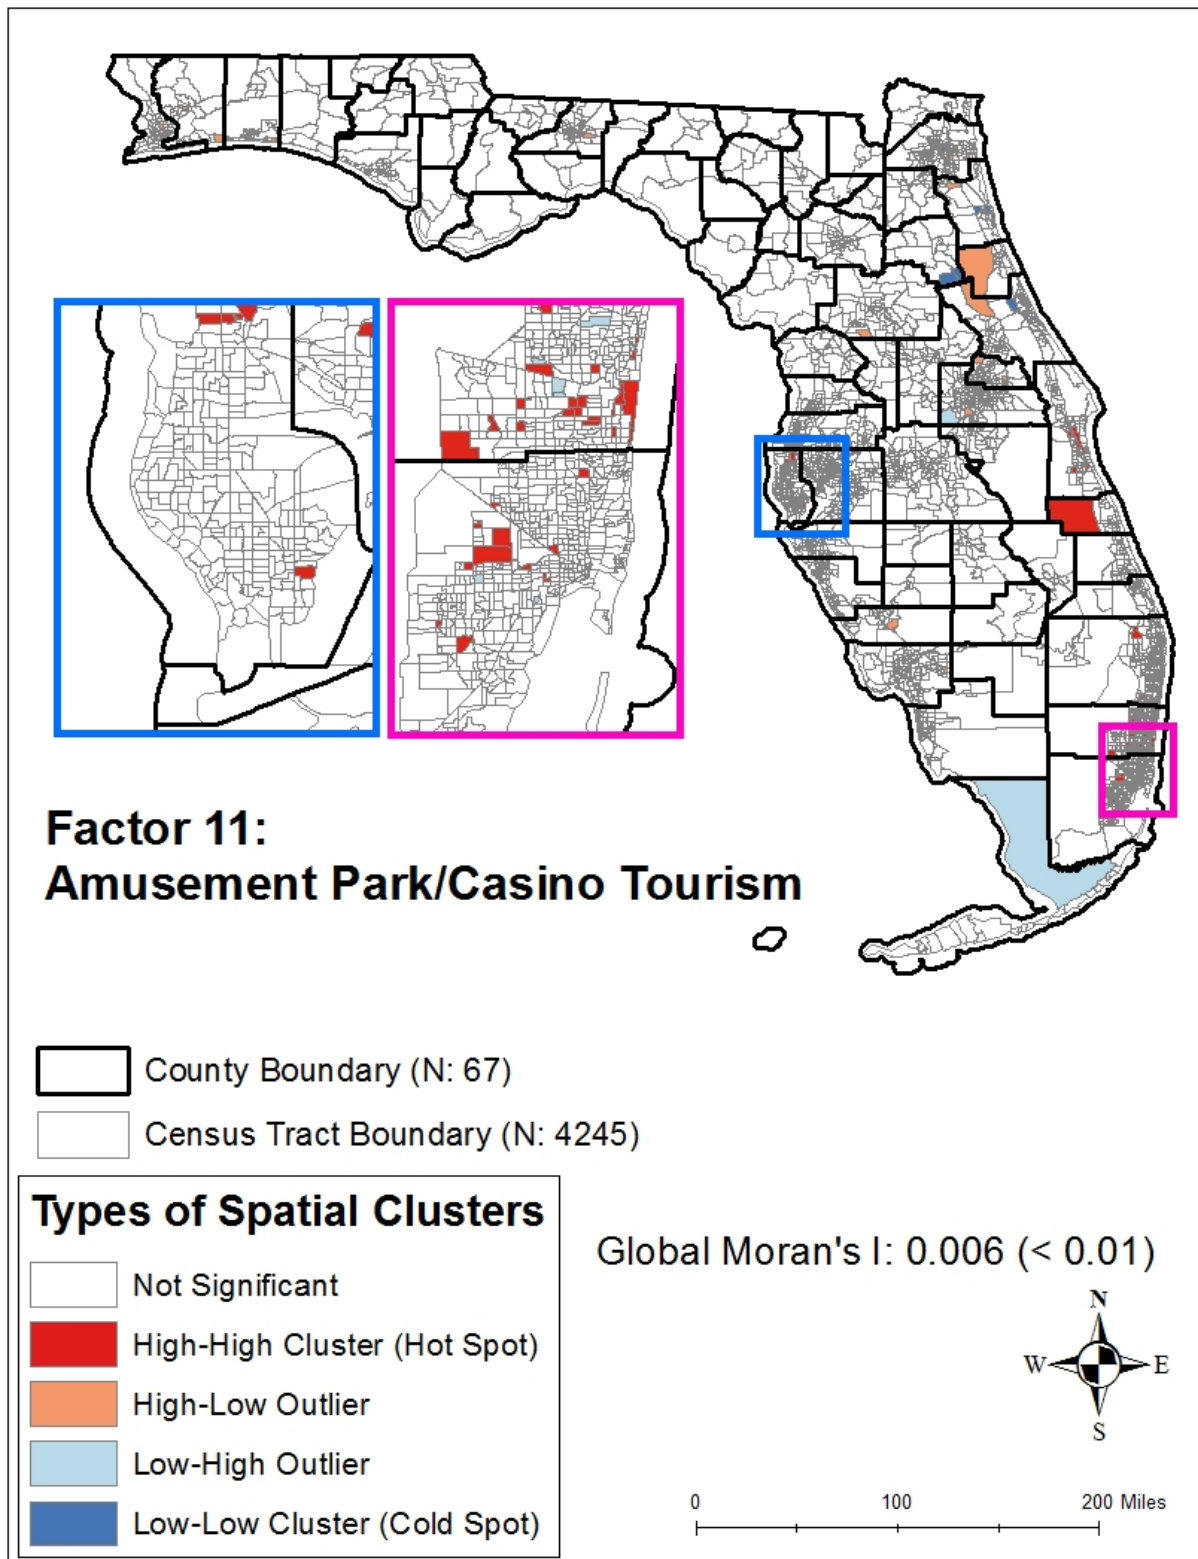 Factor 11:
Amusement Park/Casino Tourism
County Boundary (N: 67)
Census Tract Boundary (N: 4245)
Types of Spatial Clusters
Not Significant
High-High Cluster (Hot Spot)
High-Low Outlier
Low-High Outlier
Low-Low Cluster (Cold Spot)
Global Moran's I: 0.006 (< 0.01)
N
W E
S
0 100 200 Miles